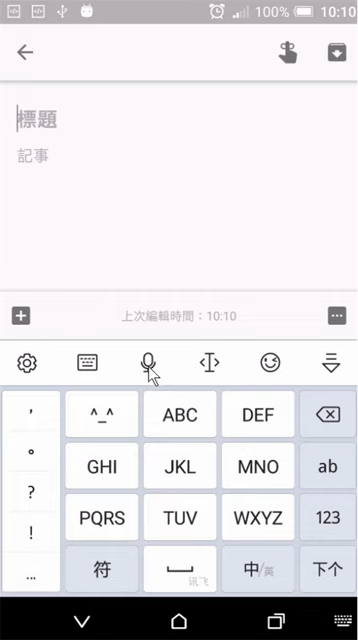 100% 10:10
標題
記事
上次編輯時間：10:10
， ^_^ ABC DEF
。 GHI JKL MNO ab
? PQRS TUV WXYZ 123
!
... 符 讯飞 中/英 下个